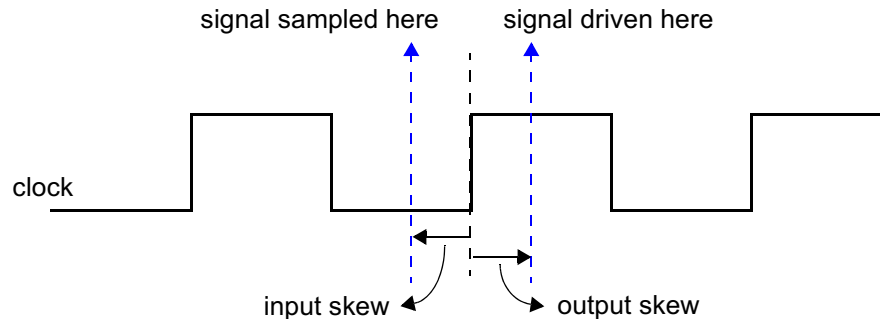 signal sampled here
signal driven here
clock
input skew
output skew